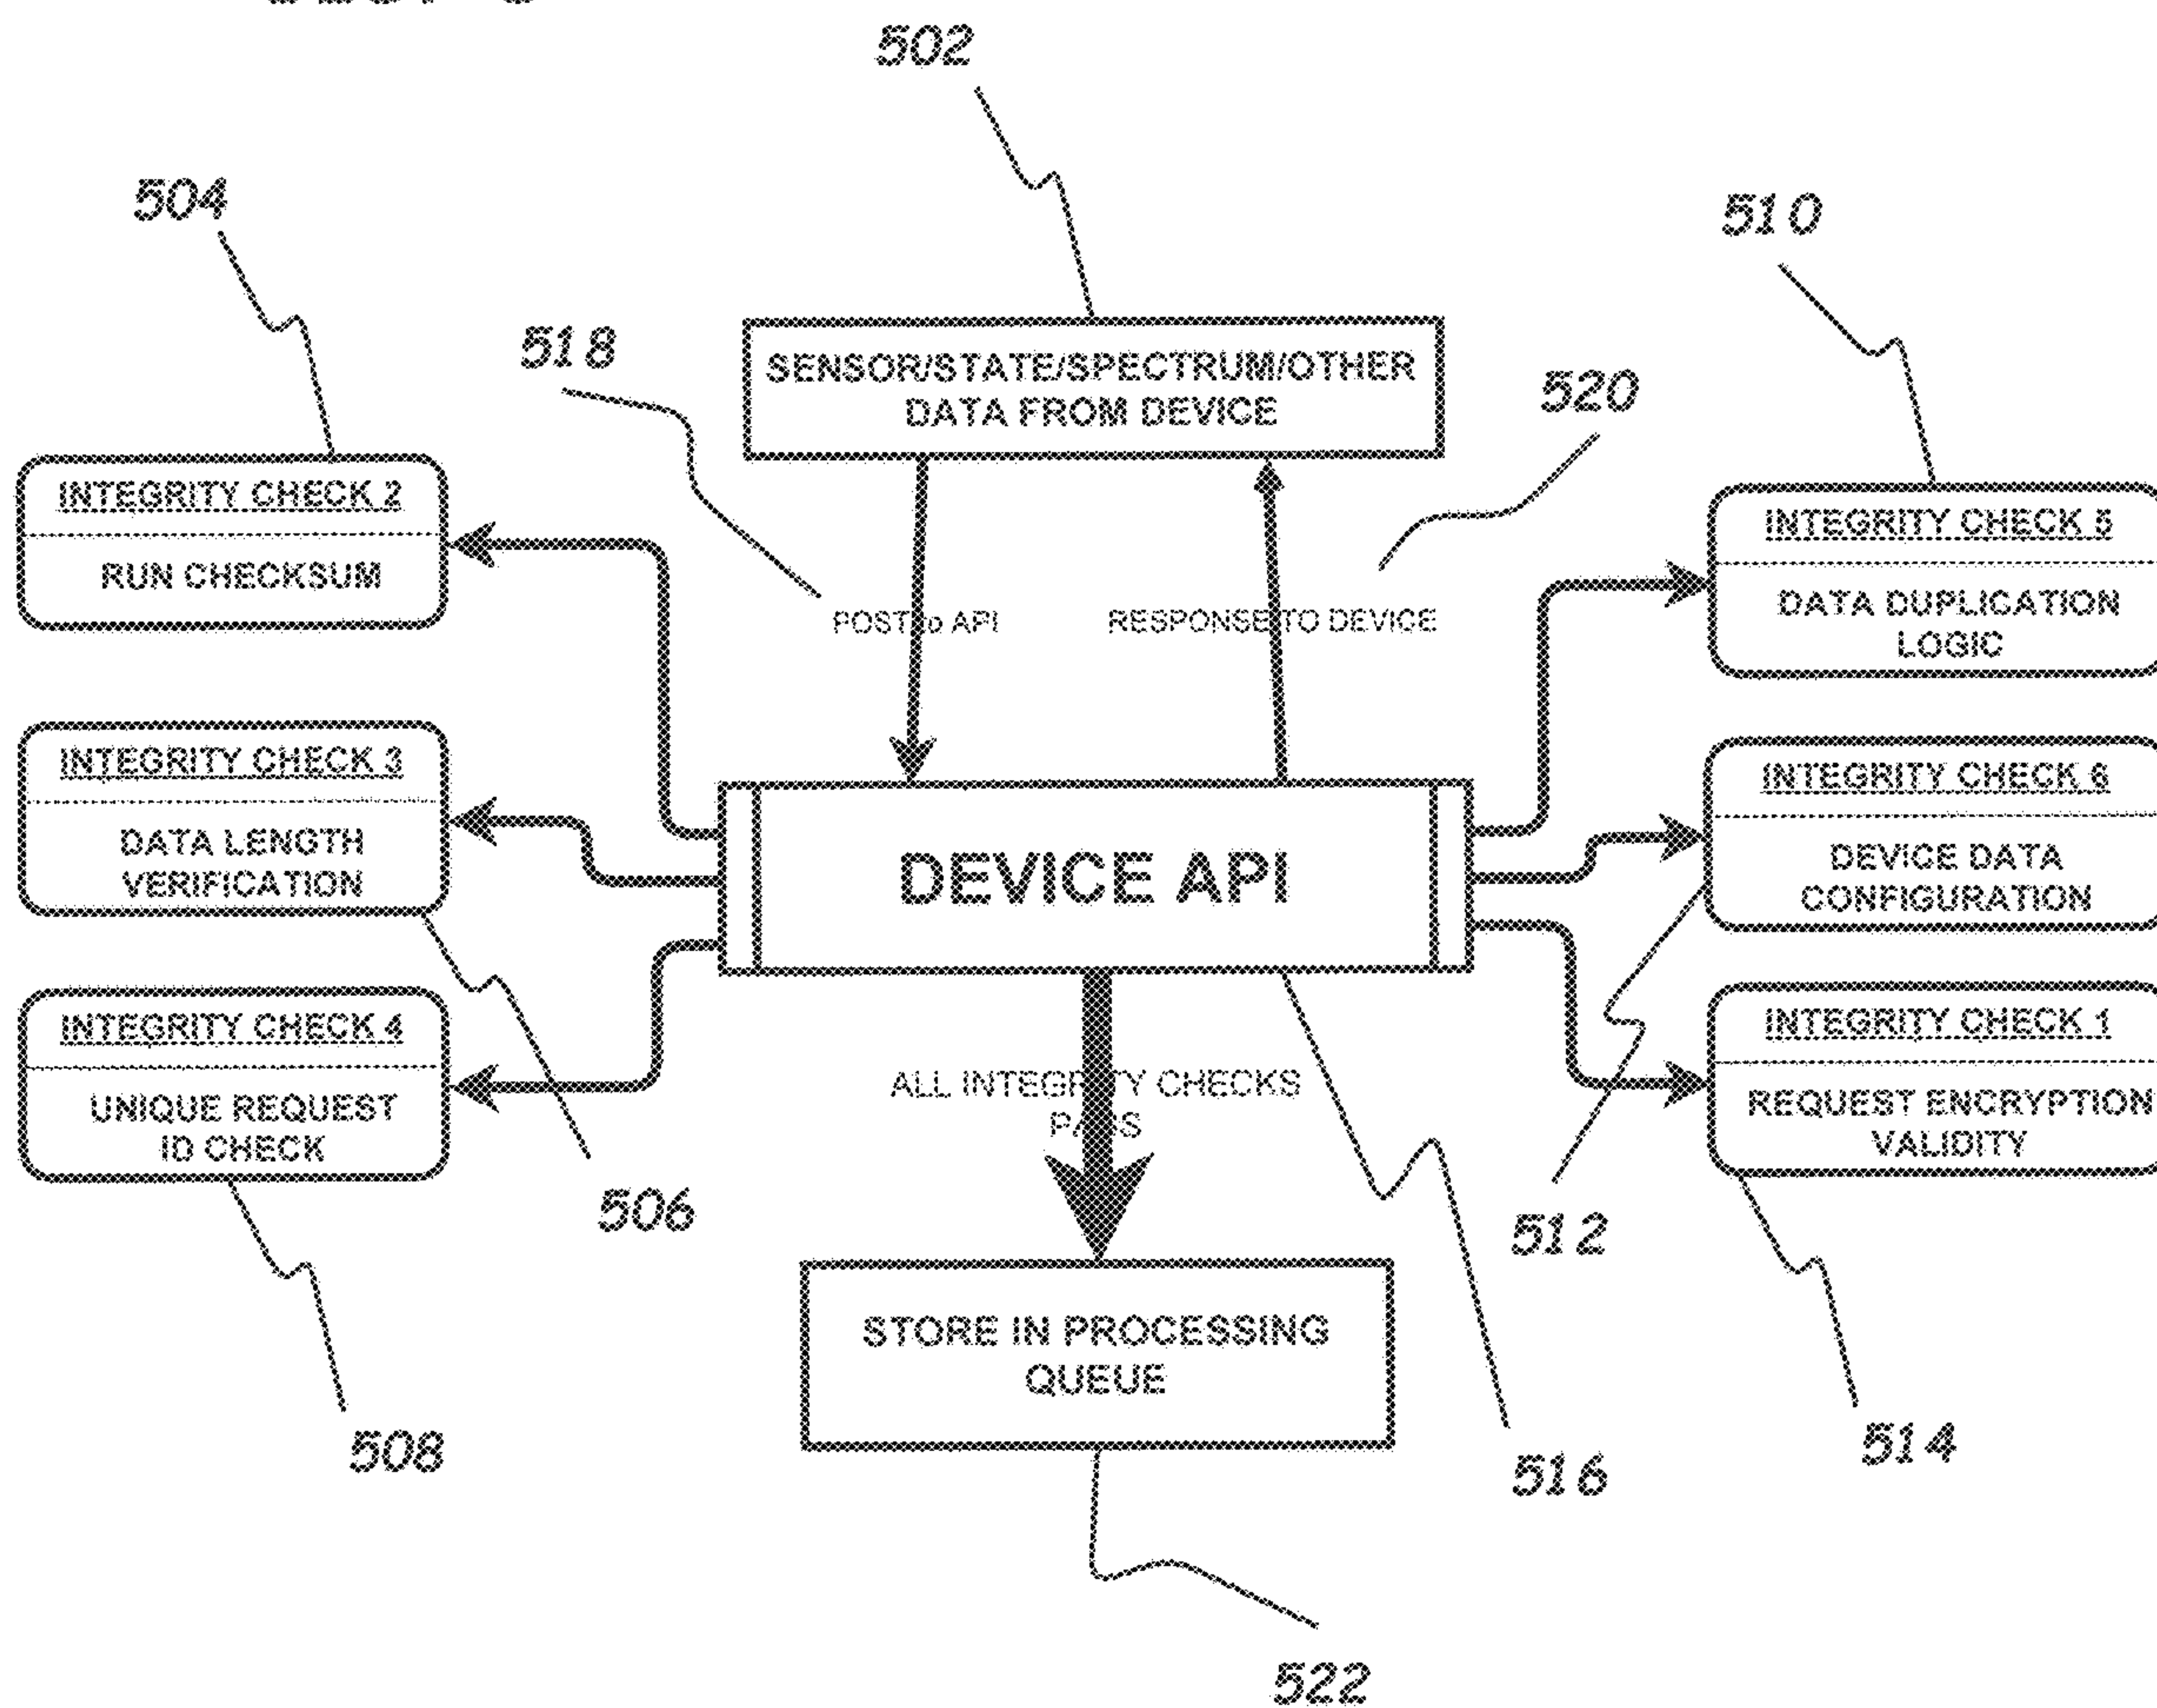 502
504
510
518
SENSOR/STATE/SPECTRUM/OTHER
DATA FROM DEVICE
520
INTEGRITY CHECK 2
RUN CHECKSUM
INTEGRITY CHECK 5
DATA DUPLICATION
LOGIC
POST to API
RESPONSE TO DEVICE
INTEGRITY CHECK 3
DATA LENGTH
VERIFICATION
DEVICE API
INTEGRITY CHECK 6
DEVICE DATA
CONFIGURATION
INTEGRITY CHECK 4
UNIQUE REQUEST
ID CHECK
ALL INTEGRITY CHECKS
PASS
INTEGRITY CHECK 1
REQUEST ENCRYPTION
VALIDITY
506
512
STORE IN PROCESSING
QUEUE
508
516
514
522